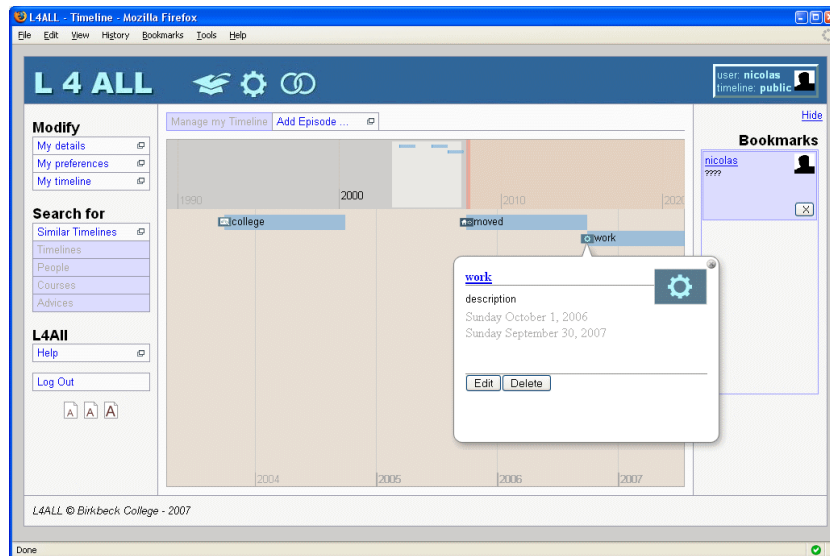 L4ALL - Timeline - Mozilla Firefox
File Edit View History Bookmarks Tools Help
L 4 ALL
user: nicolas
timeline: public
Hide
Modify
My details
My preferences
My timeline
Search for
Similar Timelines
Timelines
People
Courses
Advices
L4All
Help
Log Out
A A A
Manage my Timeline Add Episode ...
1990 2000 2010 2020
college moved
work
work
description
Sunday October 1, 2006
Sunday September 30, 2007
Edit Delete
2004 2005 2006 2007
Bookmarks
nicolas
????
X
L4ALL © Birkbeck College - 2007
Done